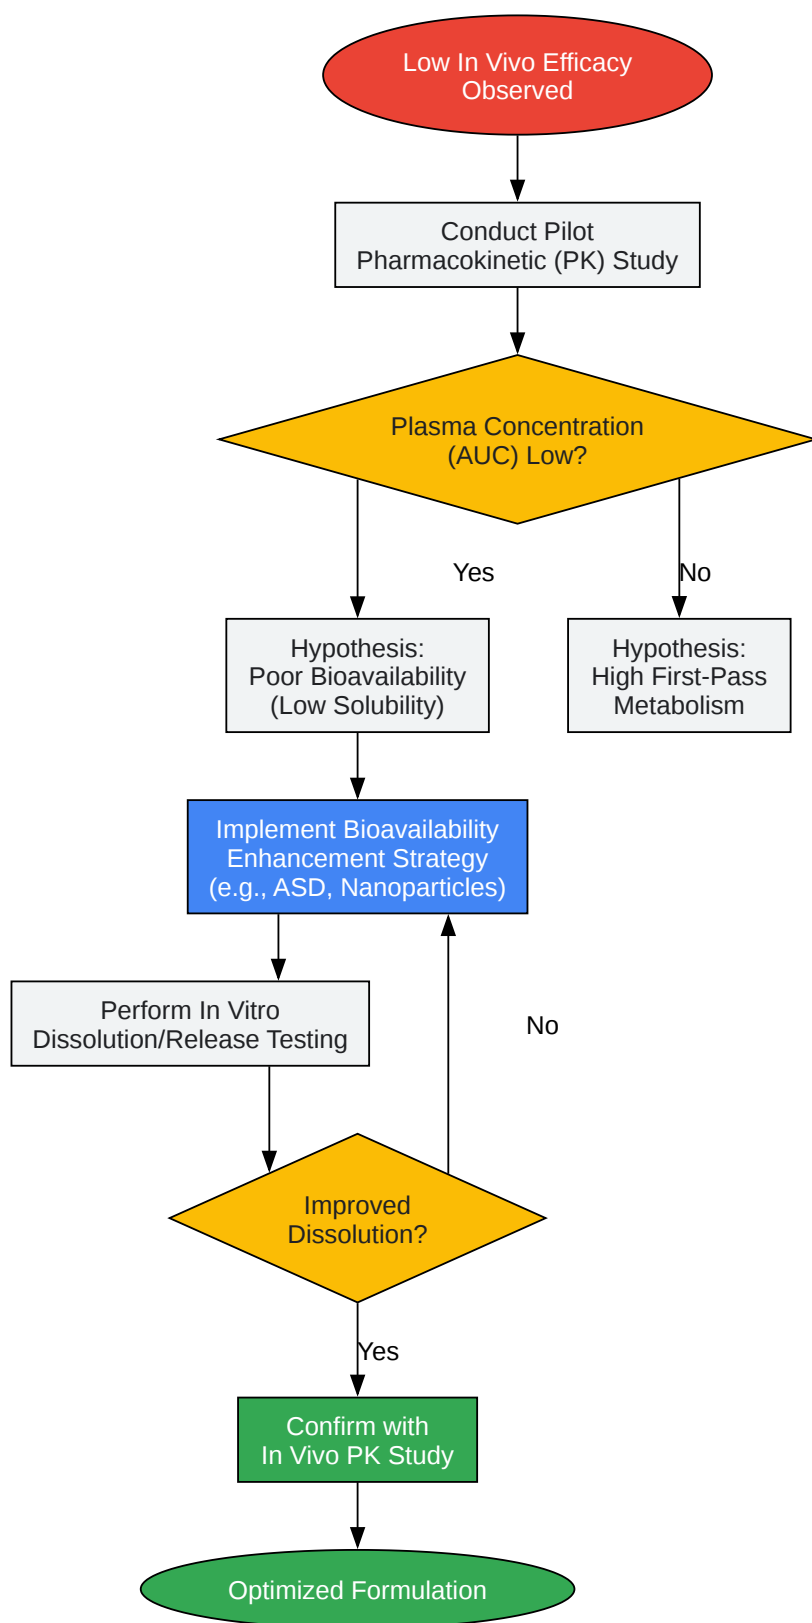 Low In Vivo Efficacy
Observed
Conduct Pilot
Pharmacokinetic (PK) Study
Plasma Concentration
(AUC) Low?
Yes
No
Hypothesis:
Poor Bioavailability
(Low Solubility)
Hypothesis:
High First-Pass
Metabolism
Implement Bioavailability
Enhancement Strategy
(e.g., ASD, Nanoparticles)
Perform In Vitro
Dissolution/Release Testing
No
Improved
Dissolution?
Yes
Confirm with
In Vivo PK Study
Optimized Formulation